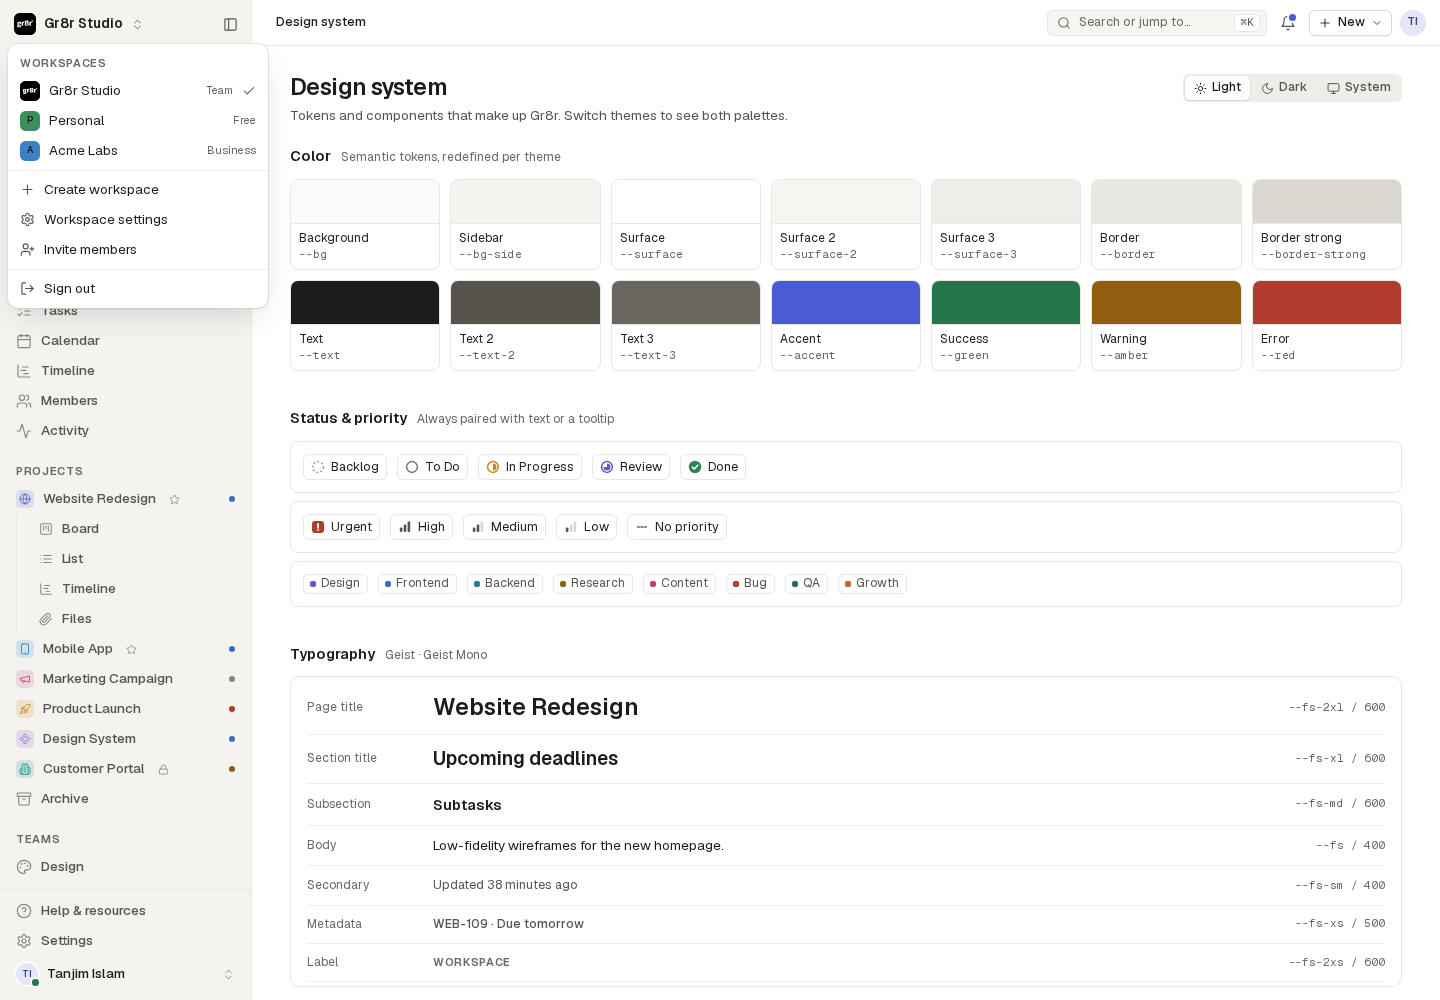 gr8r Gr8r Studio
WORKSPACES
gr8r Gr8r Studio Team
P Personal Free
A Acme Labs Business
Create workspace
Workspace settings
Invite members
Sign out
Tasks
Calendar
Timeline
Members
Activity
PROJECTS
Website Redesign
Board
List
Timeline
Files
Mobile App
Marketing Campaign
Product Launch
Design System
Customer Portal
Archive
TEAMS
Design
Help & resources
Settings
TI Tanjim Islam
Design system
Search or jump to... ⌘K
New
TI
Design system
Light Dark System
Tokens and components that make up Gr8r. Switch themes to see both palettes.
Color Semantic tokens, redefined per theme
Background Sidebar Surface Surface 2 Surface 3 Border Border strong
--bg --bg-side --surface --surface-2 --surface-3 --border --border-strong
Text Text 2 Text 3 Accent Success Warning Error
--text --text-2 --text-3 --accent --green --amber --red
Status & priority Always paired with text or a tooltip
Backlog To Do In Progress Review Done
Urgent High Medium Low No priority
Design Frontend Backend Research Content Bug QA Growth
Typography Geist · Geist Mono
Page title Website Redesign --fs-2xl / 600
Section title Upcoming deadlines --fs-xl / 600
Subsection Subtasks --fs-md / 600
Body Low-fidelity wireframes for the new homepage. --fs / 400
Secondary Updated 38 minutes ago --fs-sm / 400
Metadata WEB-109 · Due tomorrow --fs-xs / 500
Label WORKSPACE --fs-2xs / 600